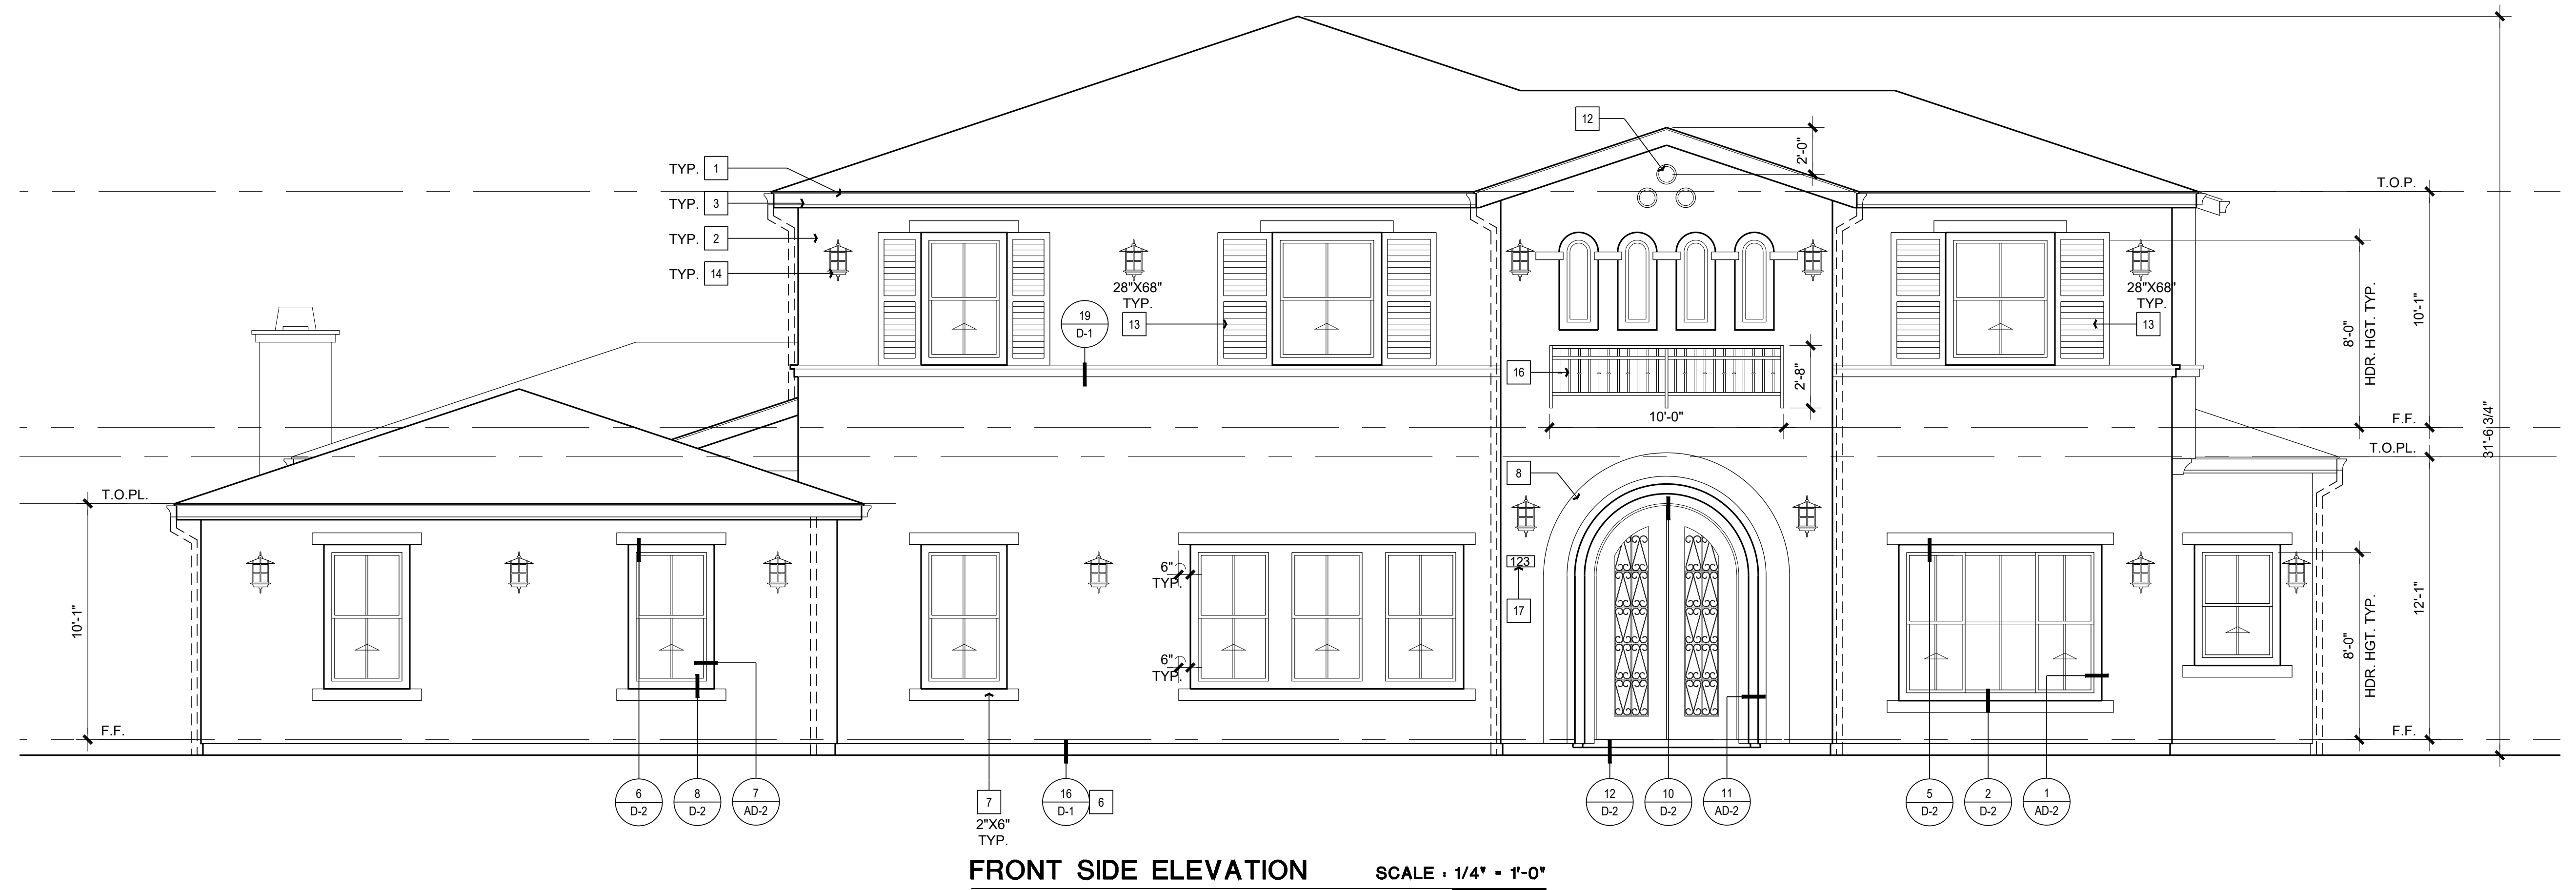 12
2'-0"
TYP. 1
T.O.P.
TYP. 3
TYP. 2
TYP. 14
28"X68"
TYP.
13
28"X68"
TYP.
13
19
D-1
16
2'-8"
10'-0"
8'-0"
HDR. HGT. TYP.
10'-1"
31'-6 3/4"
F.F.
T.O.PL.
8
T.O.PL.
10'-1"
6"
TYP.
6"
TYP.
123
17
8'-0"
HDR. HGT. TYP.
12'-1"
F.F.
F.F.
6
D-2
8
D-2
7
AD-2
7
2"X6"
TYP.
16
D-1
6
12
D-2
10
D-2
11
AD-2
5
D-2
2
D-2
1
AD-2
FRONT SIDE ELEVATION SCALE : 1/4" = 1'-0"